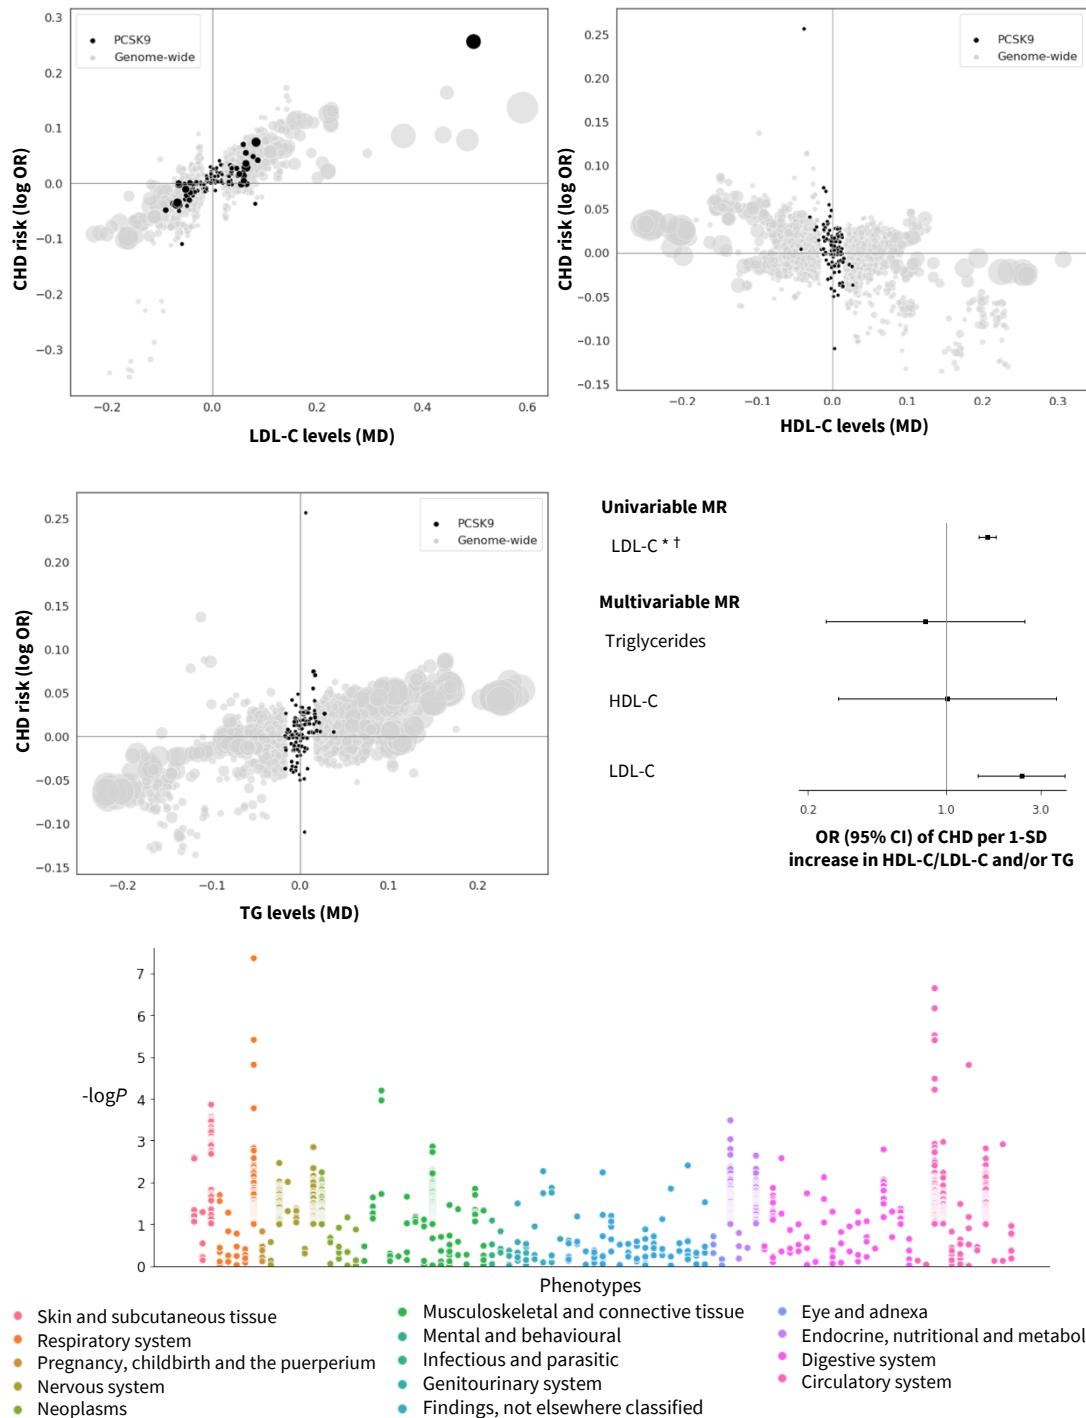 PCSK9
Genome-wide
0.3
0.2
0.1
0.0
−0.1
−0.2
−0.3
CHD risk (log OR)
−0.2
0.0
0.2
0.4
0.6
LDL-C levels (MD)
PCSK9
Genome-wide
0.25
0.20
0.15
0.10
0.05
0.00
−0.05
−0.10
−0.15
CHD risk (log OR)
−0.2
−0.1
0.0
0.1
0.2
0.3
HDL-C levels (MD)
PCSK9
Genome-wide
0.25
0.20
0.15
0.10
0.05
0.00
−0.05
−0.10
−0.15
CHD risk (log OR)
−0.2
−0.1
0.0
0.1
0.2
TG levels (MD)
Univariable MR
LDL-C * †
Multivariable MR
Triglycerides
HDL-C
LDL-C
0.2
1.0
3.0
OR (95% CI) of CHD per 1-SD
increase in HDL-C/LDL-C and/or TG
7
6
5
4
3
2
1
0
-logP
Phenotypes
Skin and subcutaneous tissue
Respiratory system
Pregnancy, childbirth and the puerperium
Nervous system
Neoplasms
Musculoskeletal and connective tissue
Mental and behavioural
Infectious and parasitic
Genitourinary system
Findings, not elsewhere classified
Eye and adnexa
Endocrine, nutritional and metabol
Digestive system
Circulatory system